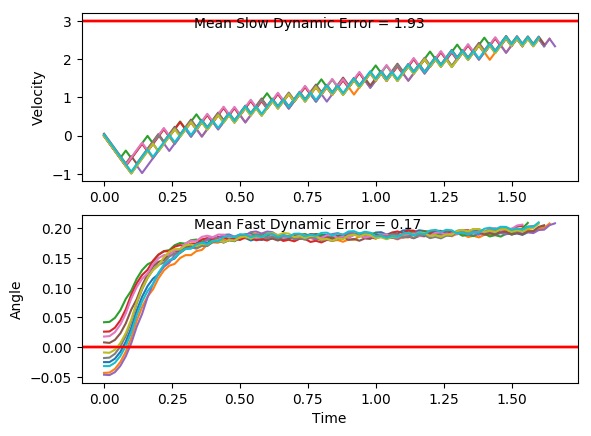 Mean Slow Dynamic Error = 1.93
3
2
1
0
−1
Velocity
0.00 0.25 0.50 0.75 1.00 1.25 1.50
Mean Fast Dynamic Error = 0.17
0.20
0.15
0.10
0.05
0.00
−0.05
Angle
0.00 0.25 0.50 0.75 1.00 1.25 1.50
Time